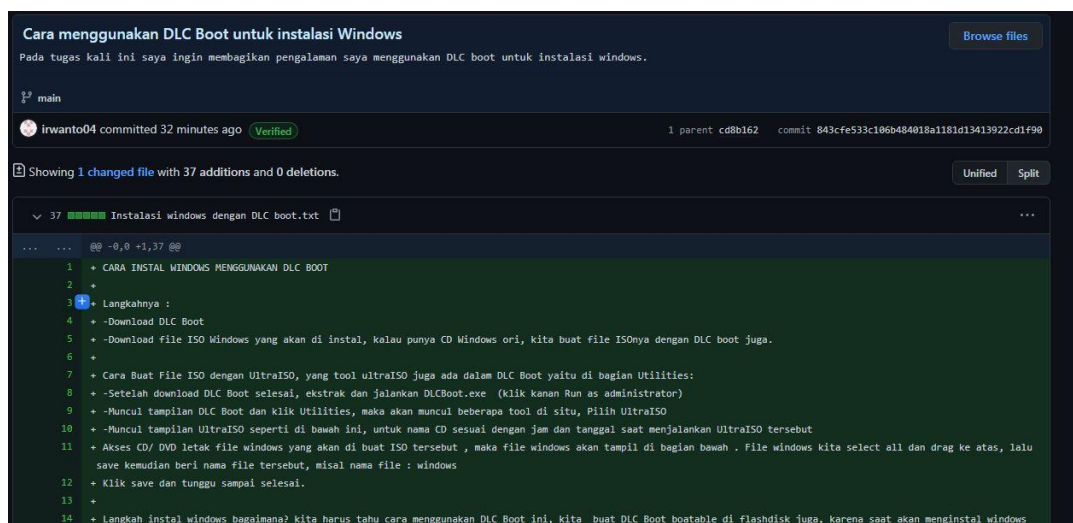 Cara menggunakan DLC Boot untuk instalasi Windows
Browse files
Pada tugas kali ini saya ingin membagikan pengalaman saya menggunakan DLC boot untuk instalasi windows.
main
irwanto04 committed 32 minutes ago Verified
1 parent cd8b162 commit 843cfe533c106b484018a1181d13413922cd1f90
Showing 1 changed file with 37 additions and 0 deletions.
Unified Split
37 Instalasi windows dengan DLC boot.txt
... ... @@ -0,0 +1,37 @@
1 + CARA INSTAL WINDOWS MENGGUNAKAN DLC BOOT
2 +
3 + Langkahnya :
4 + -Download DLC Boot
5 + -Download file ISO Windows yang akan di instal, kalau punya CD Windows ori, kita buat file ISOnya dengan DLC boot juga.
6 +
7 + Cara Buat File ISO dengan UltraISO, yang tool ultraISO juga ada dalam DLC Boot yaitu di bagian Utilities:
8 + -Setelah download DLC Boot selesai, ekstrak dan jalankan DLCBoot.exe (klik kanan Run as administrator)
9 + -Muncul tampilan DLC Boot dan klik Utilities, maka akan muncul beberapa tool di situ, Pilih UltraISO
10 + -Muncul tampilan UltraISO seperti di bawah ini, untuk nama CD sesuai dengan jam dan tanggal saat menjalankan UltraISO tersebut
11 + Akses CD/ DVD letak file windows yang akan di buat ISO tersebut , maka file windows akan tampil di bagian bawah . File windows kita select all dan drag ke atas, lalu
save kemudian beri nama file tersebut, misal nama file : windows
12 + Klik save dan tunggu sampai selesai.
13 +
14 + Langkah instal windows bagaimana? kita harus tahu cara menggunakan DLC Boot ini, kita buat DLC Boot boatable di flashdisk juga, karena saat akan menginstal windows